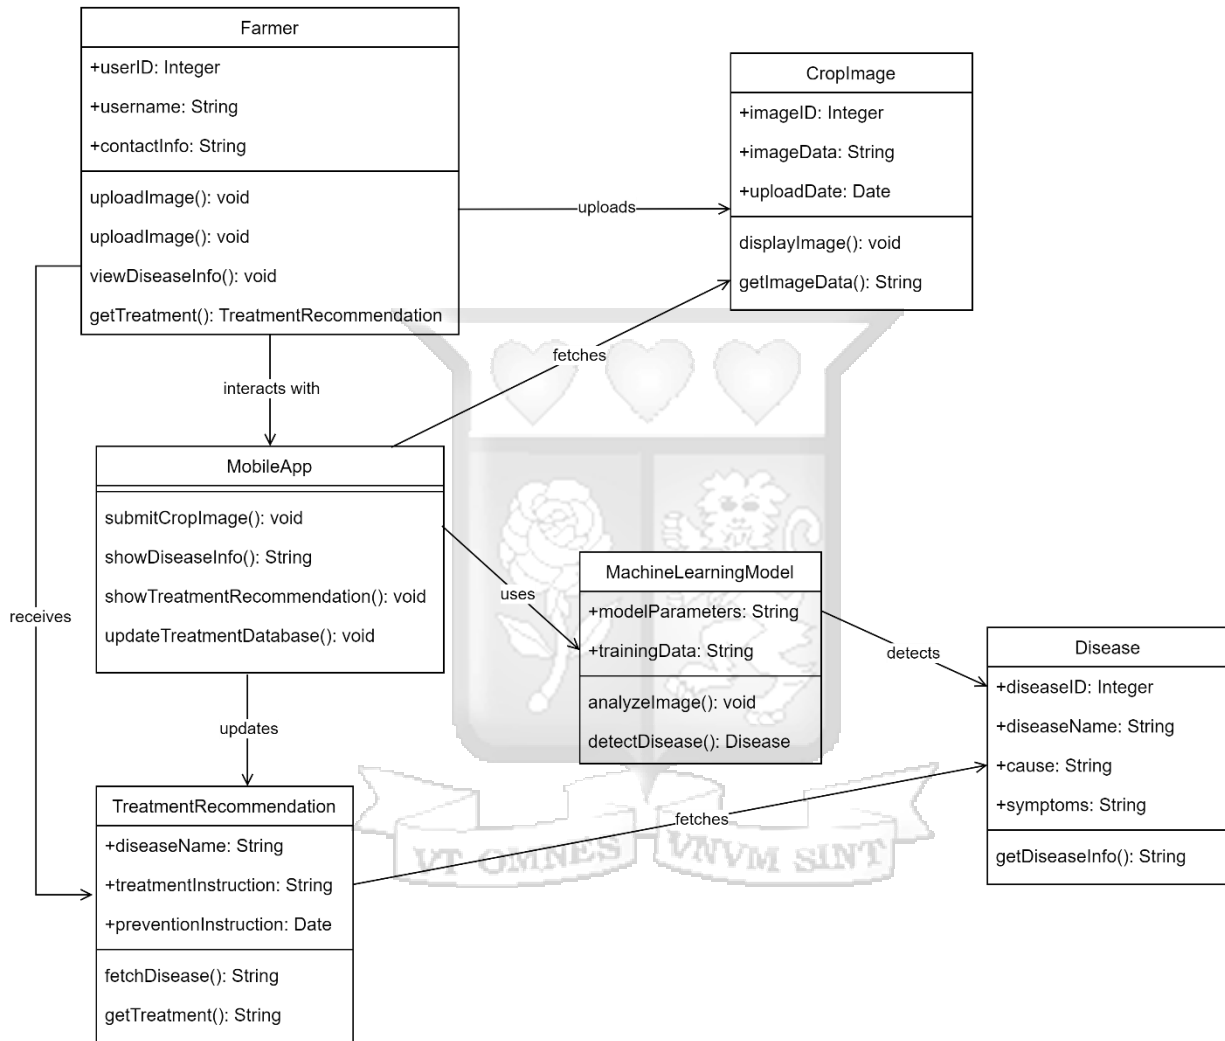 Farmer
+userID: Integer
+username: String
+contactInfo: String
uploadImage(): void
uploadImage(): void
viewDiseaseInfo(): void
getTreatment(): TreatmentRecommendation
CropImage
+imageID: Integer
+imageData: String
+uploadDate: Date
displayImage(): void
getImageData(): String
uploads
fetches
interacts with
MobileApp
submitCropImage(): void
showDiseaseInfo(): String
showTreatmentRecommendation(): void
updateTreatmentDatabase(): void
receives
uses
MachineLearningModel
+modelParameters: String
+trainingData: String
analyzeImage(): void
detectDisease(): Disease
detects
Disease
+diseaseID: Integer
+diseaseName: String
+cause: String
+symptoms: String
getDiseaseInfo(): String
updates
fetches
TreatmentRecommendation
+diseaseName: String
+treatmentInstruction: String
+preventionInstruction: Date
fetchDisease(): String
getTreatment(): String
VT OMNES VNVM SINT